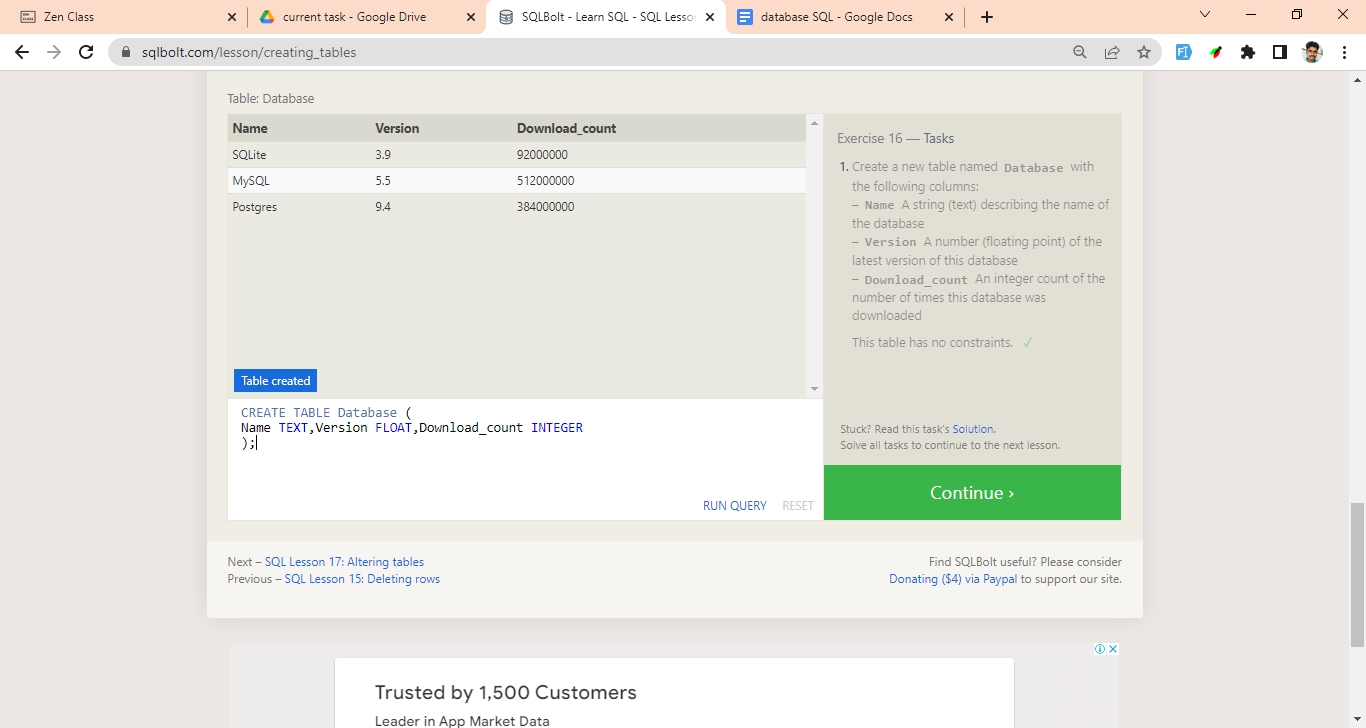 Zen Class
current task - Google Drive
SQLBolt - Learn SQL - SQL Lesson
database SQL - Google Docs
sqlbolt.com/lesson/creating_tables
Table: Database
Name Version Download_count
SQLite 3.9 92000000
MySQL 5.5 512000000
Postgres 9.4 384000000
Table created
CREATE TABLE Database (
Name TEXT,Version FLOAT,Download_count INTEGER
);
RUN QUERY RESET
Exercise 16 — Tasks
1. Create a new table named Database with
the following columns:
– Name A string (text) describing the name of
the database
– Version A number (floating point) of the
latest version of this database
– Download_count An integer count of the
number of times this database was
downloaded
This table has no constraints. ✓
Stuck? Read this task's Solution.
Solve all tasks to continue to the next lesson.
Continue ›
Next – SQL Lesson 17: Altering tables
Previous – SQL Lesson 15: Deleting rows
Find SQLBolt useful? Please consider
Donating ($4) via Paypal to support our site.
Trusted by 1,500 Customers
Leader in App Market Data